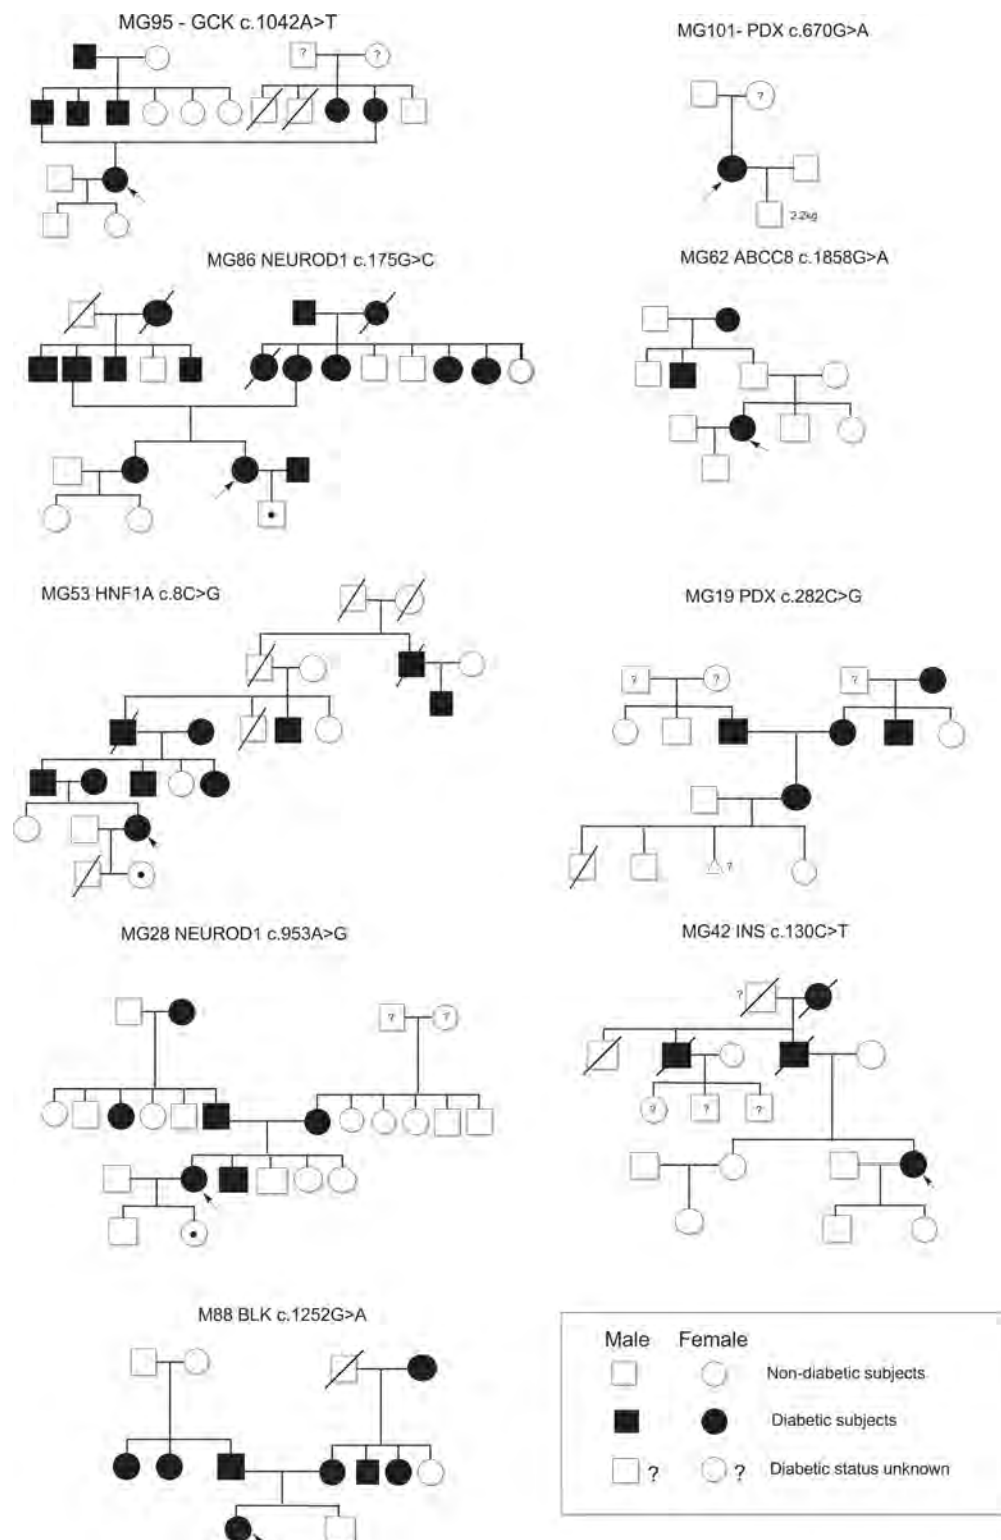 MG95 - GCK c.1042A>T
MG101- PDX c.670G>A
? ?
?
2.2kg
MG86 NEUROD1 c.175G>C
MG62 ABCC8 c.1858G>A
MG53 HNF1A c.8C>G
MG19 PDX c.282C>G
? ? ?
?
MG28 NEUROD1 c.953A>G
MG42 INS c.130C>T
?
? ?
? ? ?
M88 BLK c.1252G>A
Male Female
Non-diabetic subjects
Diabetic subjects
? ? Diabetic status unknown